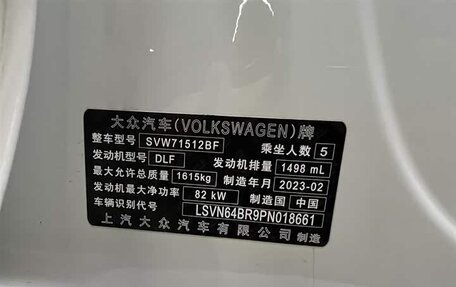 大众汽车(VOLKSWAGEN)牌
整车型号 SVW71512BF 乘坐人数 5
发动机型号 DLF 发动机排量 1498 mL
最大允许总质量 1615kg 制造年月 2023-02
发动机最大净功率 82 kW 制造国 中国
车辆识别代号 LSVN64BR9PN018661
上汽大众汽车有限公司 制造